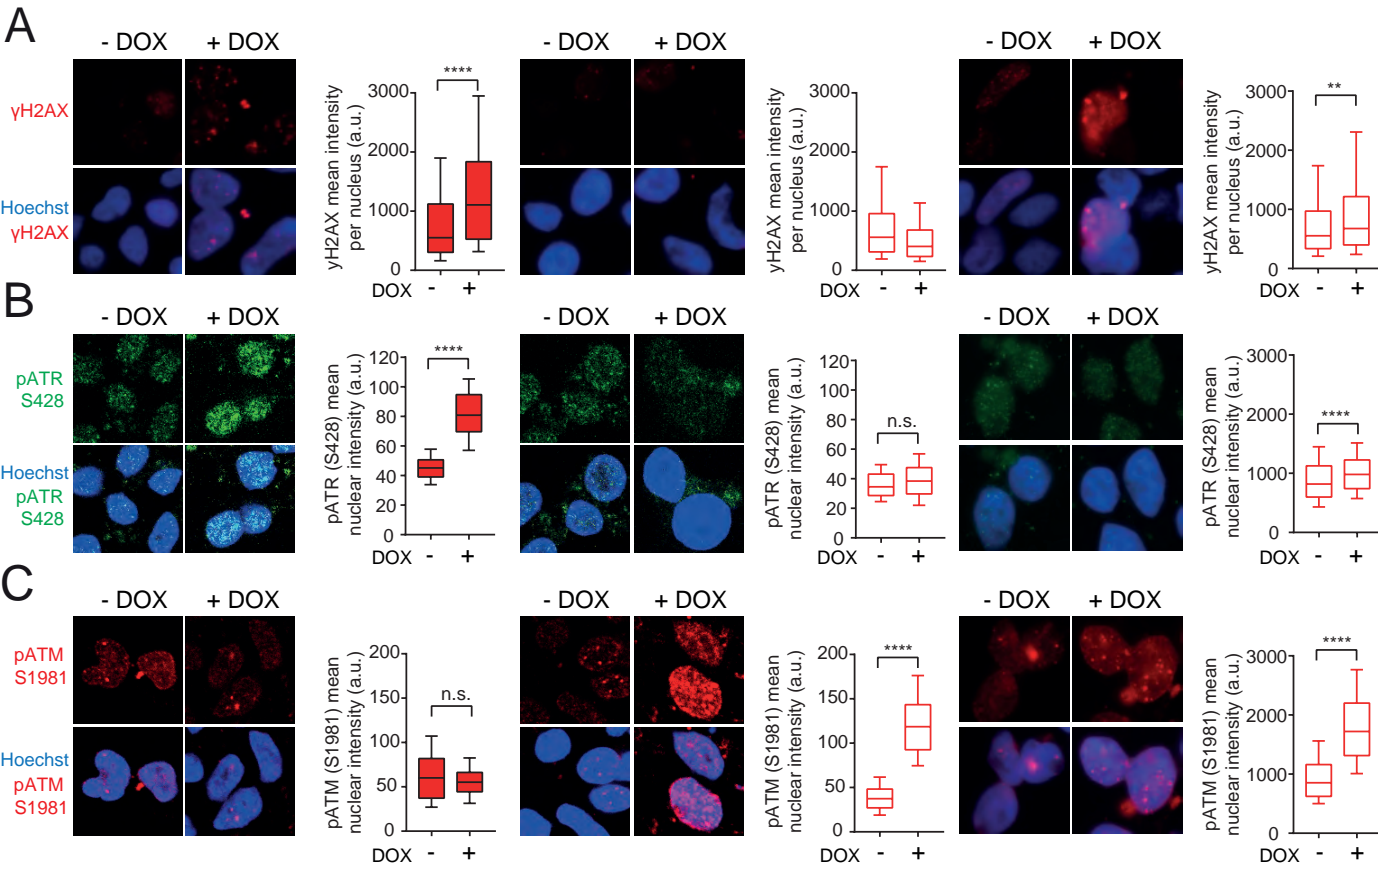 A
- DOX + DOX - DOX + DOX - DOX + DOX
γH2AX
Hoechst
γH2AX
yH2AX mean intensity
per nucleus (a.u.)
****
3000
2000
1000
0
DOX - +
yH2AX mean intensity
per nucleus (a.u.)
3000
2000
1000
0
DOX - +
yH2AX mean intensity
per nucleus (a.u.)
**
3000
2000
1000
0
DOX - +
B
- DOX + DOX - DOX + DOX - DOX + DOX
pATR
S428
Hoechst
pATR
S428
pATR (S428) mean
nuclear intensity (a.u.)
****
120
100
80
60
40
20
0
DOX - +
pATR (S428) mean
nuclear intensity (a.u.)
n.s.
120
100
80
60
40
20
0
DOX - +
pATR (S428) mean
nuclear intensity (a.u.)
****
3000
2000
1000
0
DOX - +
C
- DOX + DOX - DOX + DOX - DOX + DOX
pATM
S1981
Hoechst
pATM
S1981
pATM (S1981) mean
nuclear intensity (a.u.)
n.s.
200
150
100
50
0
DOX - +
pATM (S1981) mean
nuclear intensity (a.u.)
****
200
150
100
50
0
DOX - +
pATM (S1981) mean
nuclear intensity (a.u.)
****
3000
2000
1000
0
DOX - +